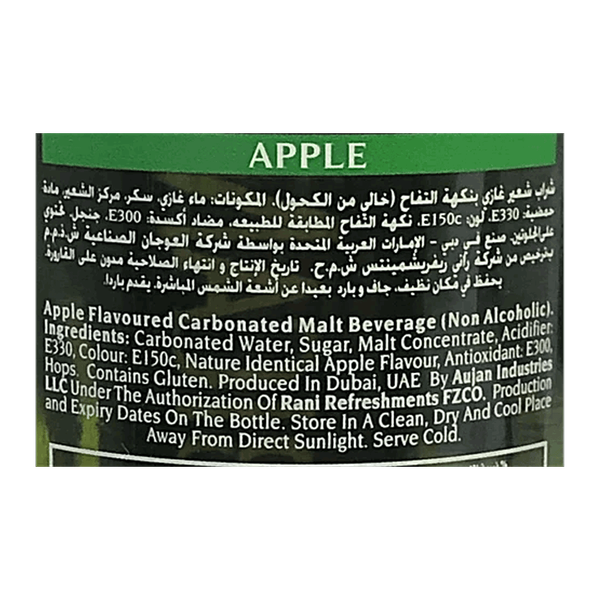 APPLE
شراب شعير غازي بنكهة التفاح (خالي من الكحول). المكونات: ماء غازي، سكر، مركز الشعير، مادة
حمضية: E330، لون: E150c، نكهة التفاح المطابقة للطبيعه، مضاد أكسدة: E300، جنجل. تحتوي
على الجلوتين. صنع في دبي - الإمارات العربية المتحدة بواسطة شركة العوجان الصناعية ش.ذ.م.م
بترخيص من شركة راني ريفريشمينتس ش.م.ح. تاريخ الإنتاج و انتهاء الصلاحية مدون على القارورة.
يحفظ في مكان نظيف، جاف و بارد بعيدا عن أشعة الشمس المباشرة. يقدم باردا.
Apple Flavoured Carbonated Malt Beverage (Non Alcoholic).
Ingredients: Carbonated Water, Sugar, Malt Concentrate, Acidifier:
E330, Colour: E150c, Nature Identical Apple Flavour, Antioxidant: E300,
Hops. Contains Gluten. Produced In Dubai, UAE By Aujan Industries
LLC Under The Authorization Of Rani Refreshments FZCO. Production
and Expiry Dates On The Bottle. Store In A Clean, Dry And Cool Place
Away From Direct Sunlight. Serve Cold.